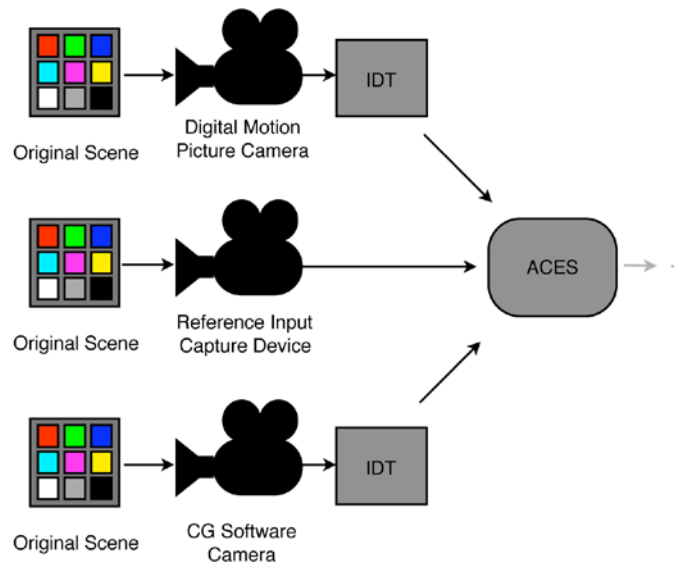 Original Scene
Digital Motion
Picture Camera
IDT
Original Scene
Reference Input
Capture Device
ACES
Original Scene
CG Software
Camera
IDT